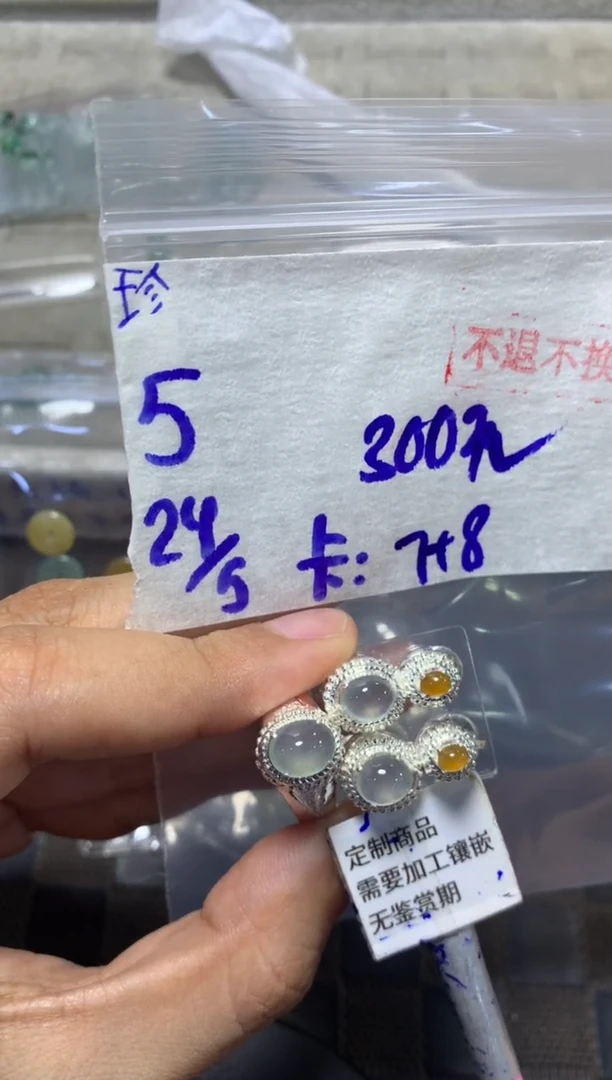 珍
不退不换
5
300元
24/5 卡: 7+8
定制商品
需要加工镶嵌
无鉴赏期